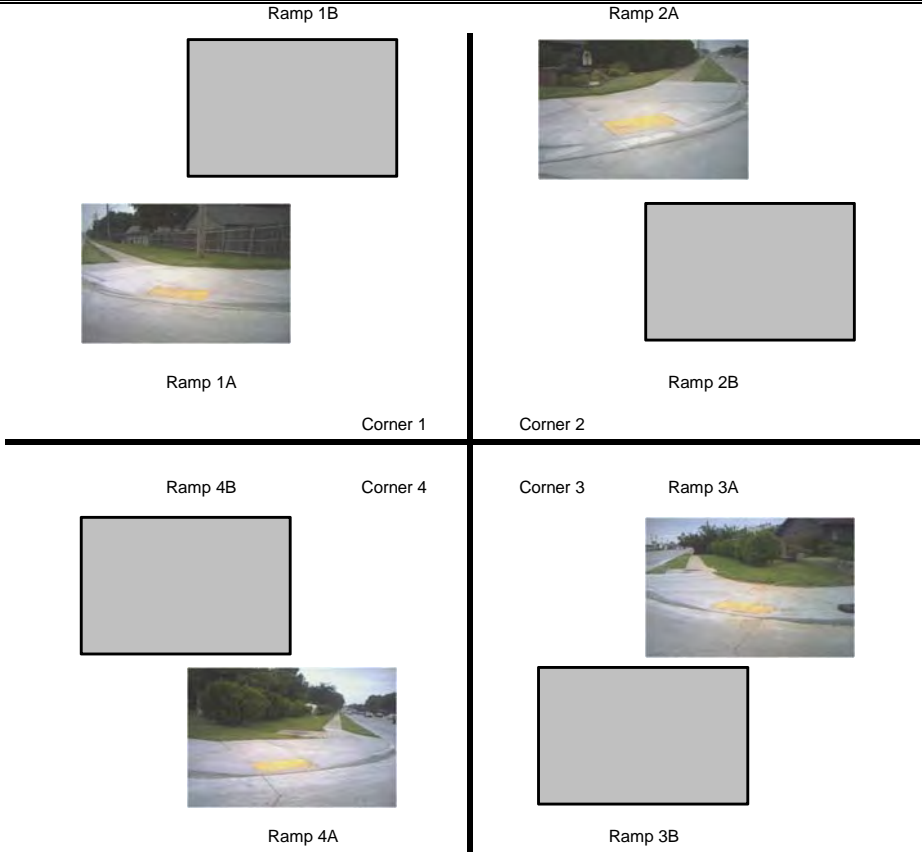 Ramp 1B Ramp 2A
Ramp 1A Ramp 2B
Corner 1 Corner 2
Ramp 4B Corner 4 Corner 3 Ramp 3A
Ramp 4A Ramp 3B